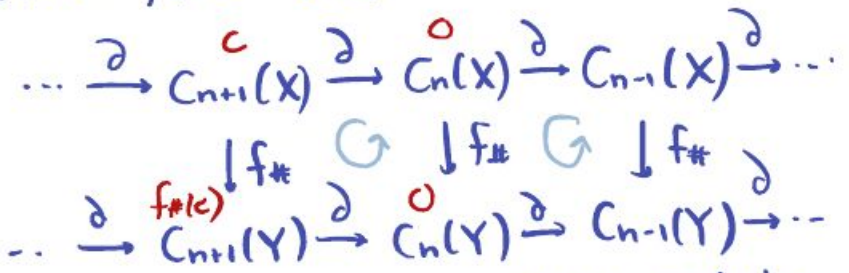 c 0
... ∂→ Cₙ₊₁(X) ∂→ Cₙ(X) ∂→ Cₙ₋₁(X) ∂→ ...
↓f# ↺ ↓f# ↺ ↓f#
f#(c) 0
.. ∂→ Cₙ₊₁(Y) ∂→ Cₙ(Y) ∂→ Cₙ₋₁(Y) ∂→ ..